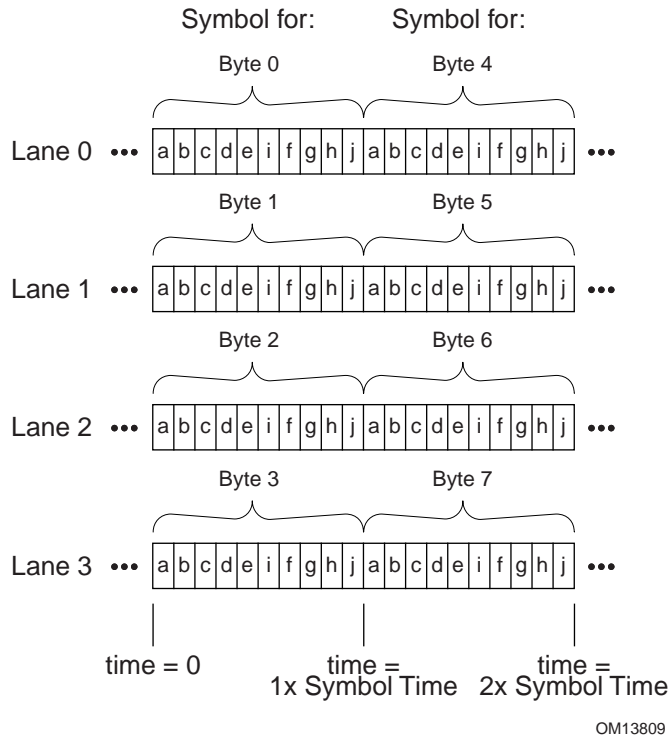 Symbol for: Symbol for:
Byte 0 Byte 4
Lane 0 ••• a b c d e i f g h j a b c d e i f g h j •••
Byte 1 Byte 5
Lane 1 ••• a b c d e i f g h j a b c d e i f g h j •••
Byte 2 Byte 6
Lane 2 ••• a b c d e i f g h j a b c d e i f g h j •••
Byte 3 Byte 7
Lane 3 ••• a b c d e i f g h j a b c d e i f g h j •••
time = 0 time = time =
1x Symbol Time 2x Symbol Time
OM13809